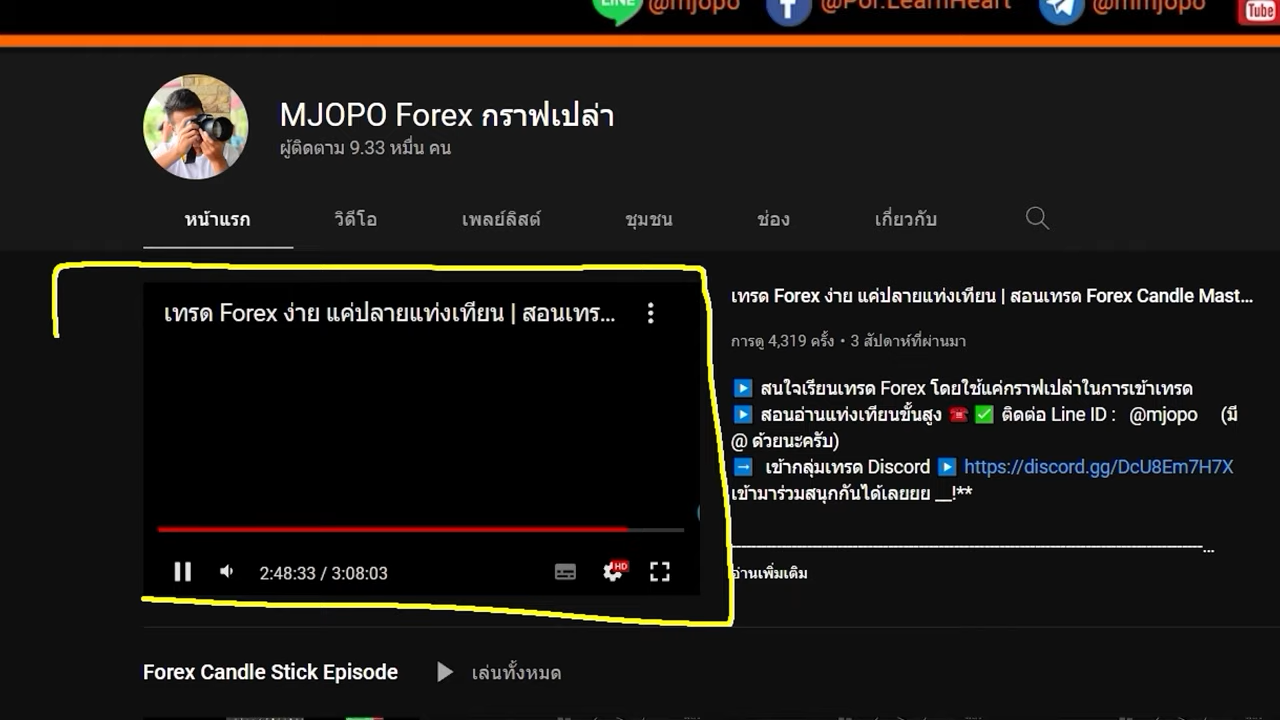 LINE @mjopo @Por.LearnHeart @mmjopo Tube
MJOPO Forex กราฟเปล่า
ผู้ติดตาม 9.33 หมื่น คน
หน้าแรก วิดีโอ เพลย์ลิสต์ ชุมชน ช่อง เกี่ยวกับ
เทรด Forex ง่าย แค่ปลายแท่งเทียน | สอนเทร...
2:48:33 / 3:08:03
HD
เทรด Forex ง่าย แค่ปลายแท่งเทียน | สอนเทรด Forex Candle Mast...
การดู 4,319 ครั้ง • 3 สัปดาห์ที่ผ่านมา
▶️ สนใจเรียนเทรด Forex โดยใช้แค่กราฟเปล่าในการเข้าเทรด
▶️ สอนอ่านแท่งเทียนขั้นสูง ☎️ ✅ ติดต่อ Line ID : @mjopo (มี
@ ด้วยนะครับ)
➡️ เข้ากลุ่มเทรด Discord ▶️ https://discord.gg/DcU8Em7H7X
เข้ามาร่วมสนุกกันได้เลยยย __!**
...
อ่านเพิ่มเติม
Forex Candle Stick Episode เล่นทั้งหมด